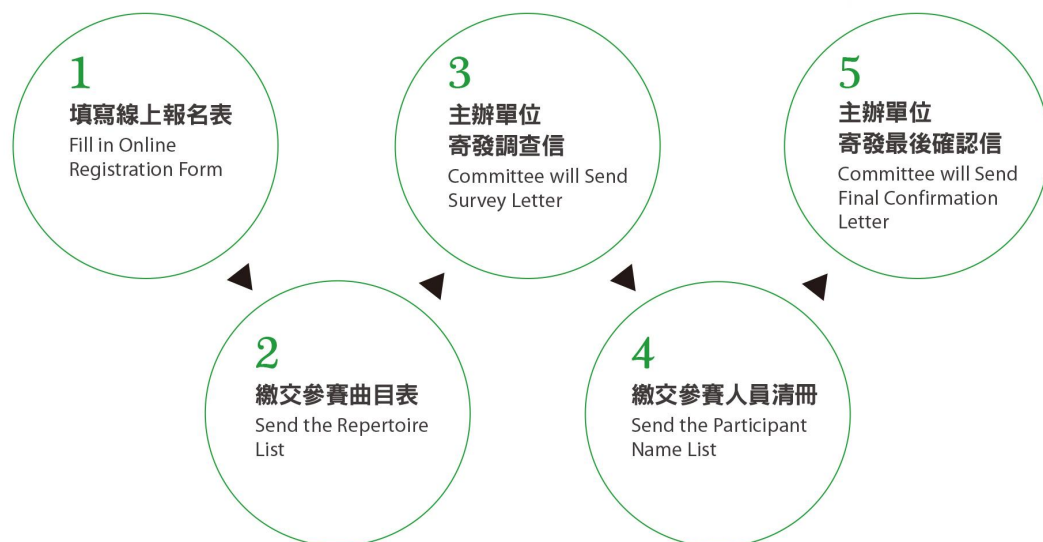 1
填寫線上報名表
Fill in Online
Registration Form
2
繳交參賽曲目表
Send the Repertoire
List
3
主辦單位
寄發調查信
Committee will Send
Survey Letter
4
繳交參賽人員清冊
Send the Participant
Name List
5
主辦單位
寄發最後確認信
Committee will Send
Final Confirmation
Letter